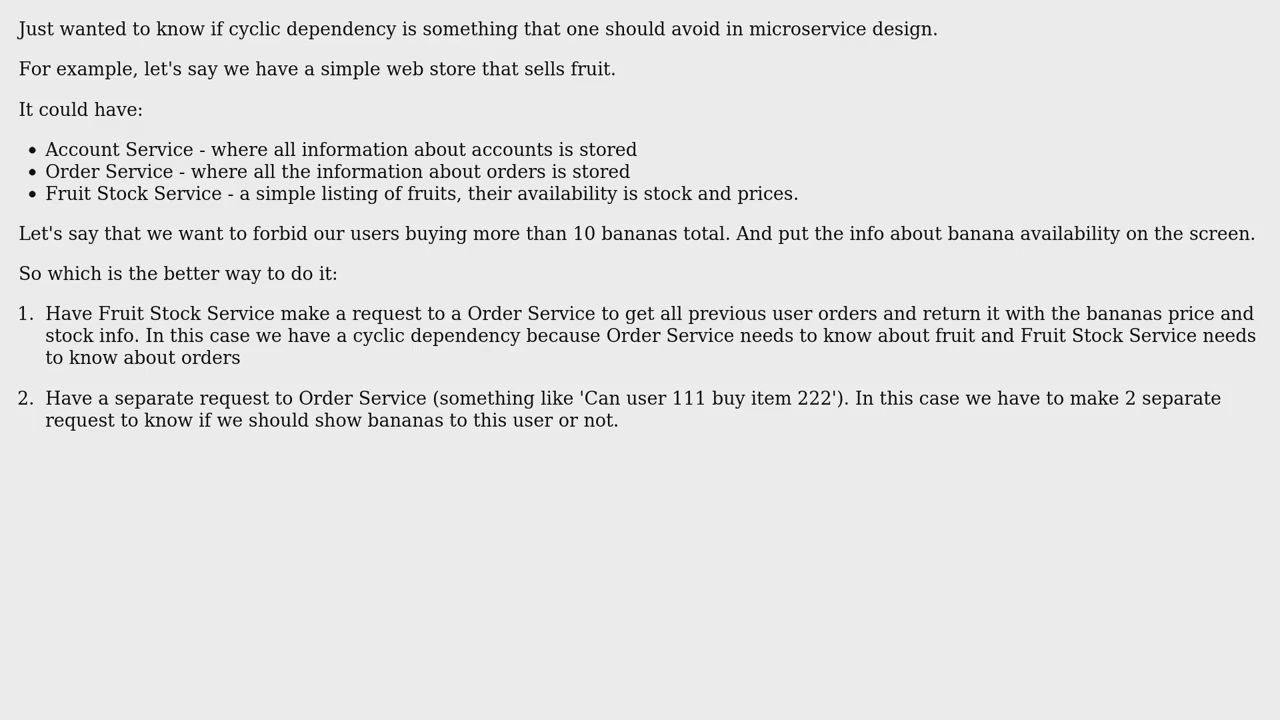 Just wanted to know if cyclic dependency is something that one should avoid in microservice design.
For example, let's say we have a simple web store that sells fruit.
It could have:
• Account Service - where all information about accounts is stored
• Order Service - where all the information about orders is stored
• Fruit Stock Service - a simple listing of fruits, their availability is stock and prices.
Let's say that we want to forbid our users buying more than 10 bananas total. And put the info about banana availability on the screen.
So which is the better way to do it:
1. Have Fruit Stock Service make a request to a Order Service to get all previous user orders and return it with the bananas price and
stock info. In this case we have a cyclic dependency because Order Service needs to know about fruit and Fruit Stock Service needs
to know about orders
2. Have a separate request to Order Service (something like 'Can user 111 buy item 222'). In this case we have to make 2 separate
request to know if we should show bananas to this user or not.